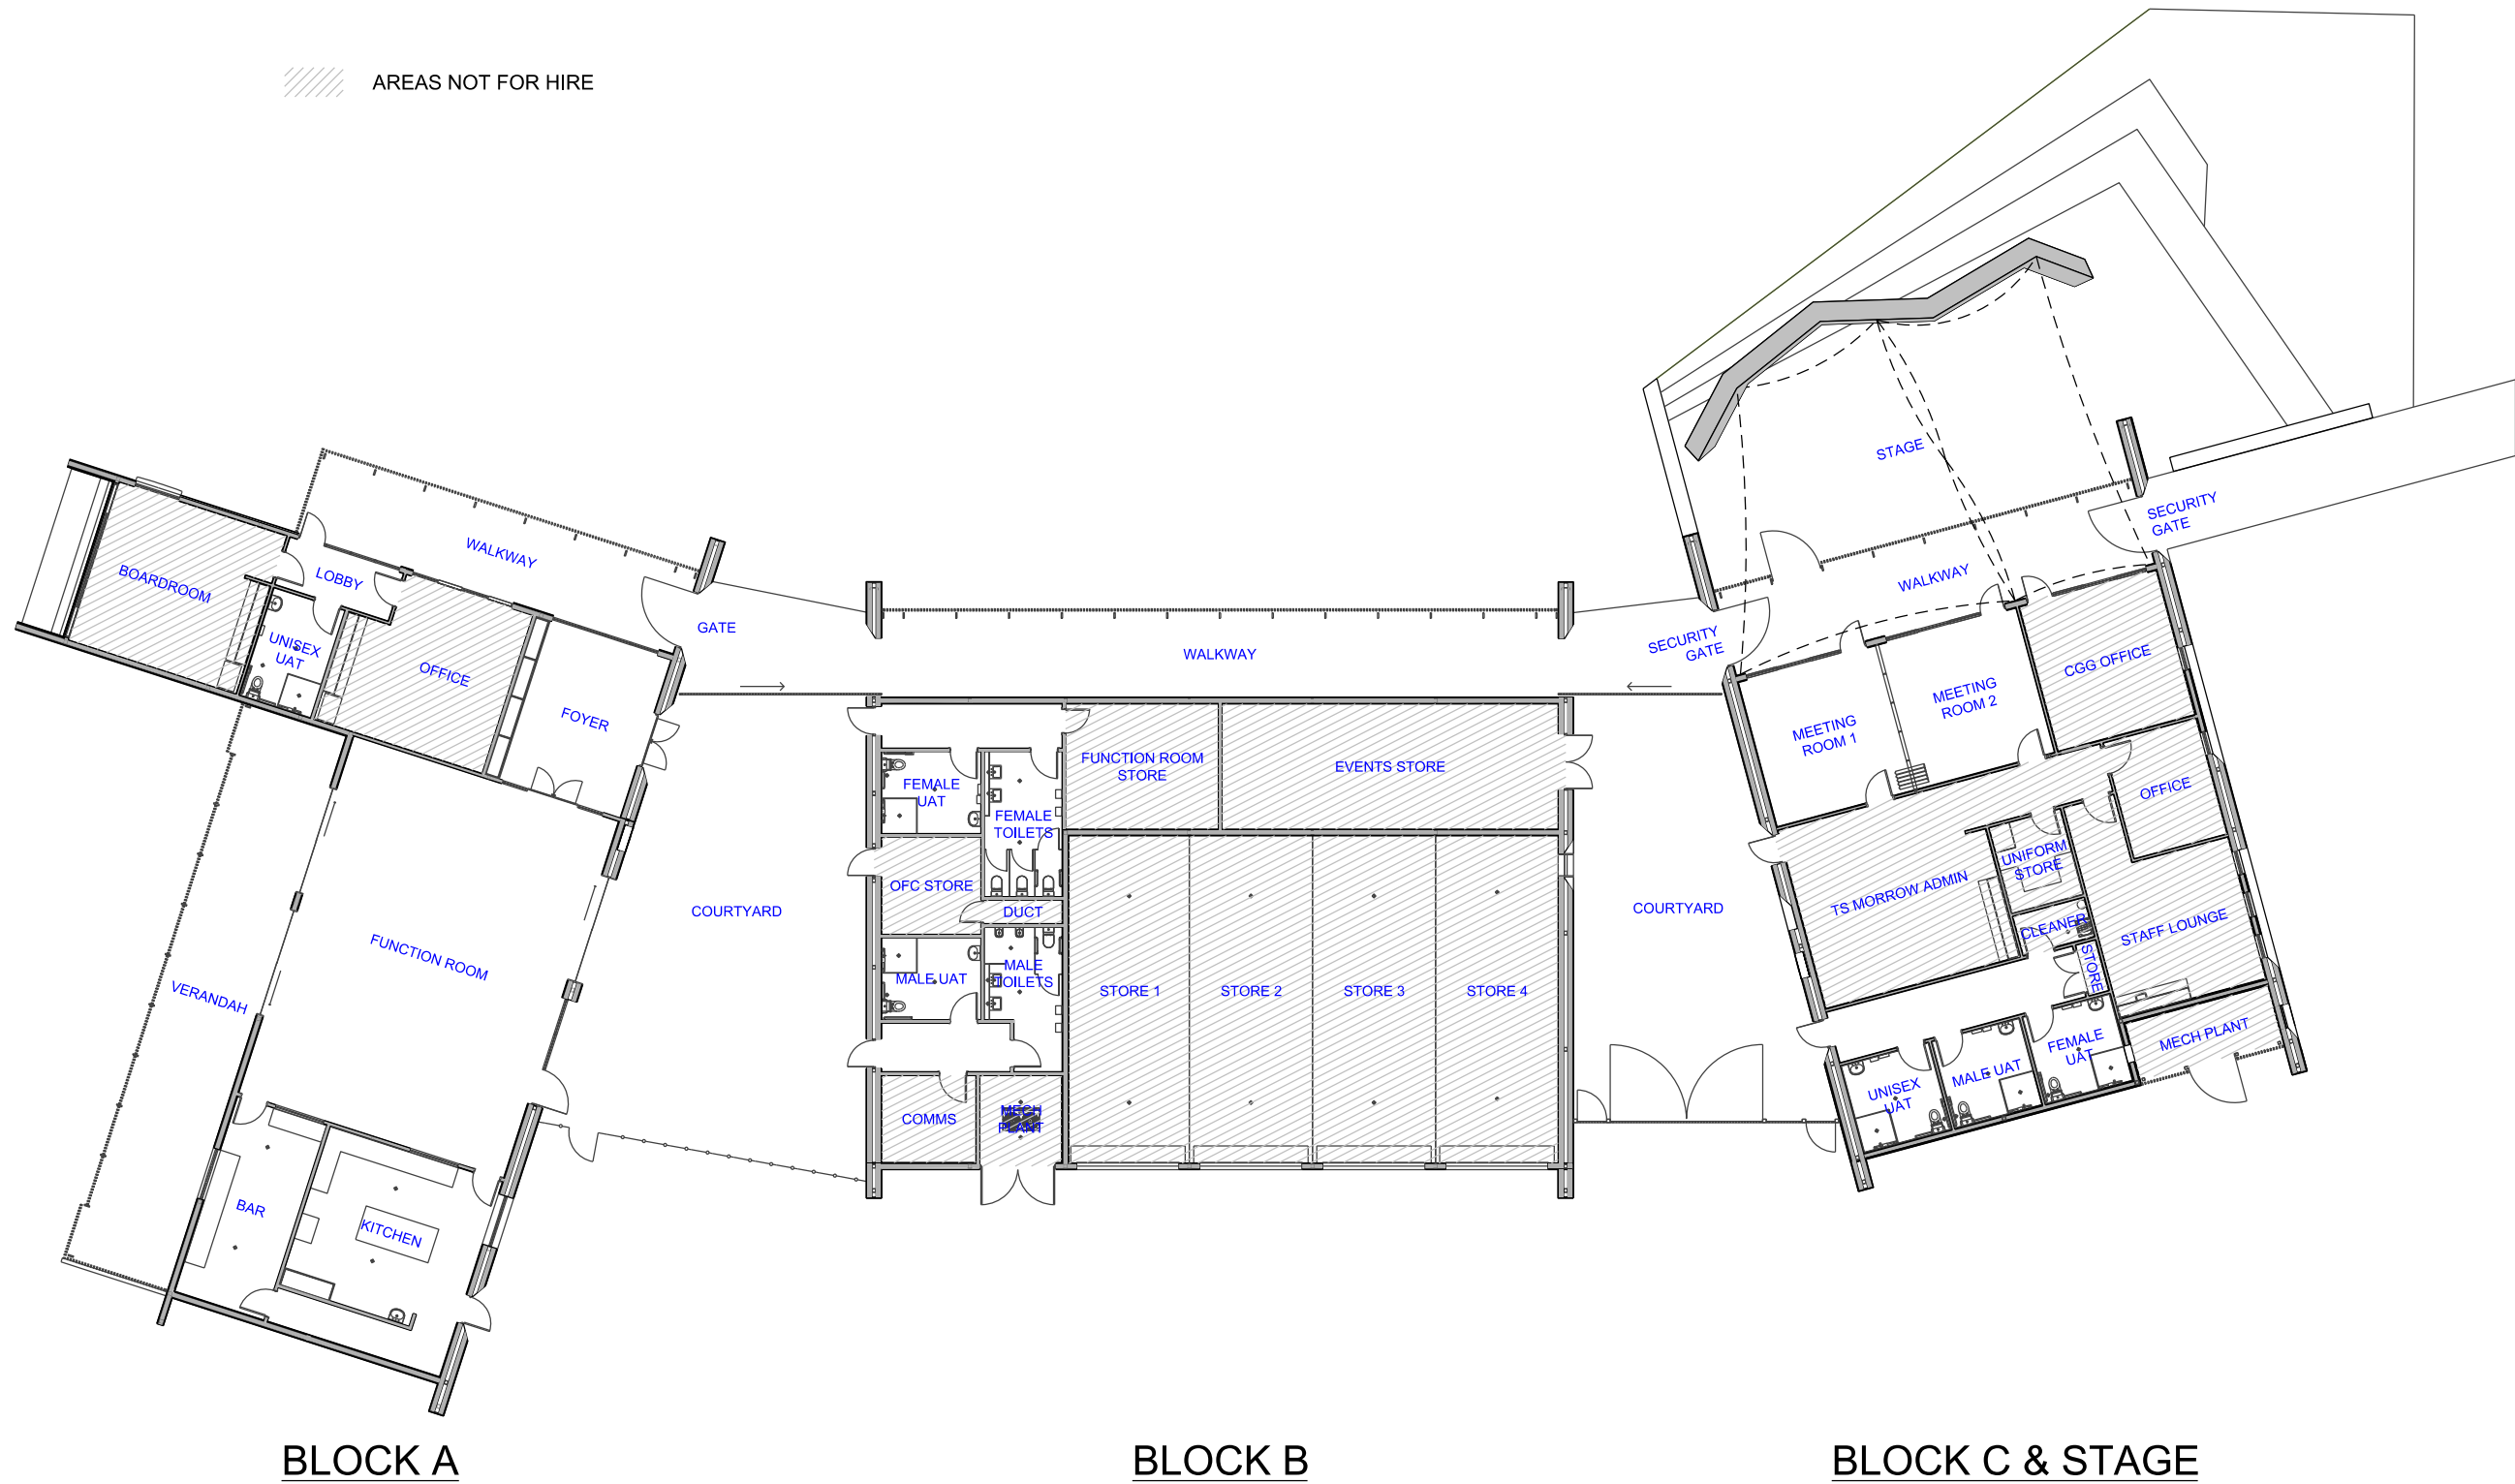 AREAS NOT FOR HIRE
BOARDROOM
LOBBY
WALKWAY
UNISEX
UAT
OFFICE
FOYER
GATE
FUNCTION ROOM
VERANDAH
BAR
KITCHEN
COURTYARD
WALKWAY
FEMALE
UAT
FEMALE
TOILETS
FUNCTION ROOM
STORE
EVENTS STORE
OFC STORE
DUCT
MALE UAT
MALE
TOILETS
STORE 1
STORE 2
STORE 3
STORE 4
COMMS
MECH
PLANT
COURTYARD
STAGE
SECURITY
GATE
WALKWAY
SECURITY
GATE
MEETING
ROOM 1
MEETING
ROOM 2
CGG OFFICE
OFFICE
UNIFORM
STORE
TS MORROW ADMIN
CLEANER
STORE
STAFF LOUNGE
MECH PLANT
FEMALE
UAT
MALE UAT
UNISEX
UAT
BLOCK A
BLOCK B
BLOCK C & STAGE